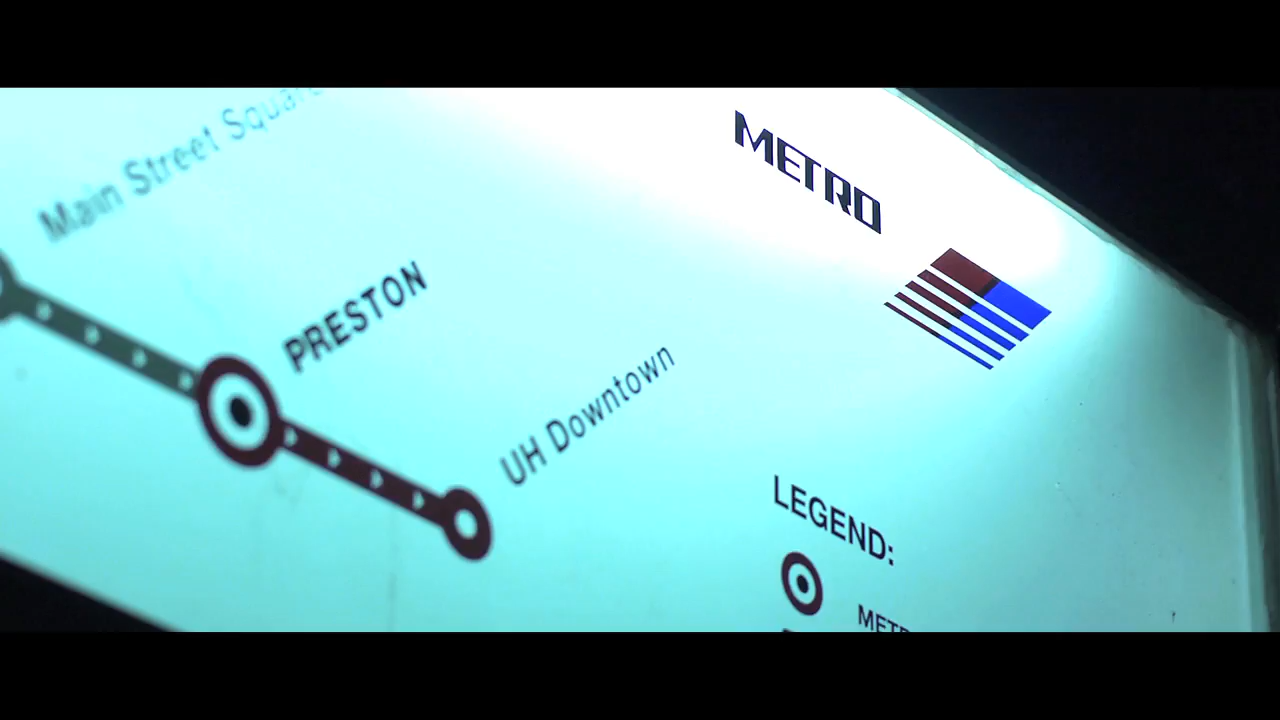 Main Street Square
PRESTON
UH Downtown
METRO
LEGEND: